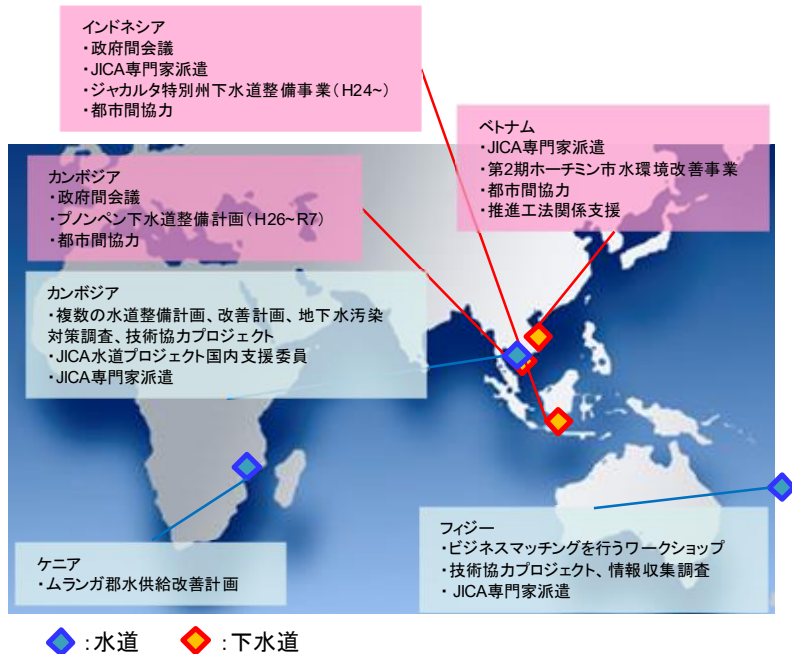 インドネシア
・政府間会議
・JICA専門家派遣
・ジャカルタ特別州下水道整備事業(H24~)
・都市間協力
ベトナム
・JICA専門家派遣
・第2期ホーチミン市水環境改善事業
・都市間協力
・推進工法関係支援
カンボジア
・政府間会議
・プノンペン下水道整備計画(H26~R7)
・都市間協力
カンボジア
・複数の水道整備計画、改善計画、地下水汚染
対策調査、技術協力プロジェクト
・JICA水道プロジェクト国内支援委員
・JICA専門家派遣
フィジー
・ビジネスマッチングを行うワークショップ
・技術協力プロジェクト、情報収集調査
・JICA専門家派遣
ケニア
・ムランガ郡水供給改善計画
:水道 :下水道